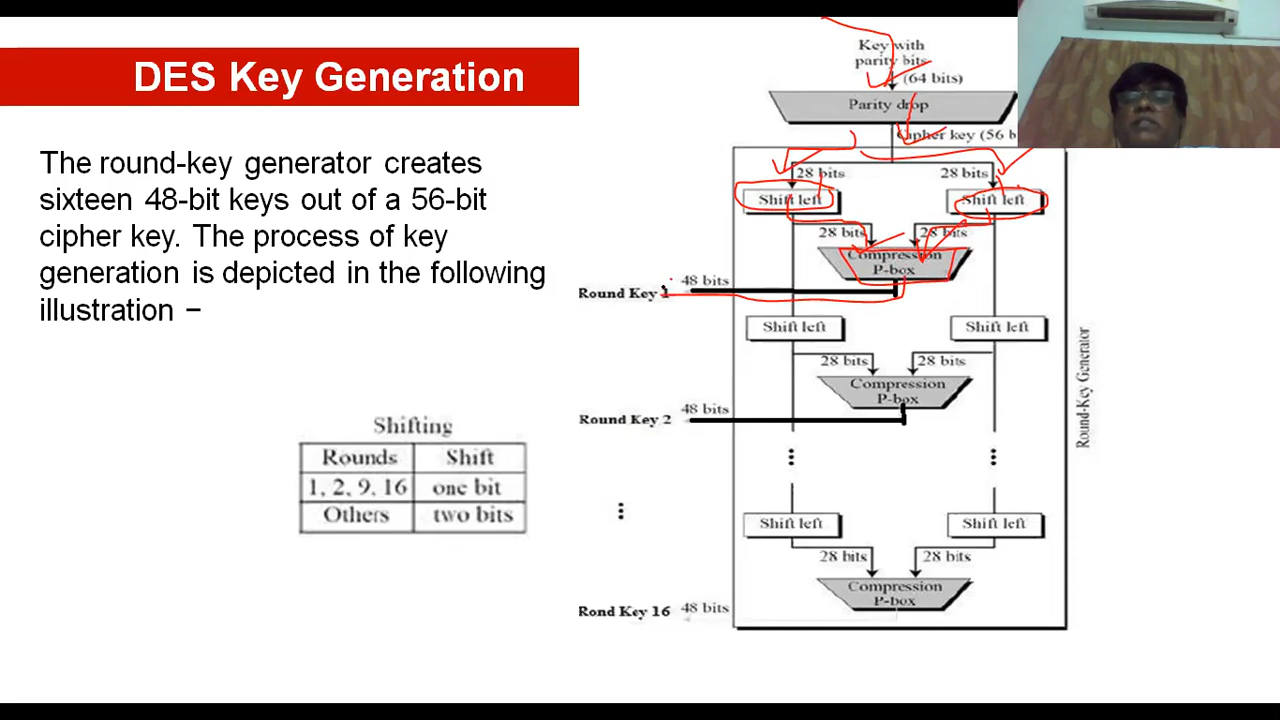 DES Key Generation
The round-key generator creates
sixteen 48-bit keys out of a 56-bit
cipher key. The process of key
generation is depicted in the following
illustration –
Shifting
Rounds Shift
1, 2, 9, 16 one bit
Others two bits
Key with
parity bits
(64 bits)
Parity drop
Cipher key (56 b
28 bits 28 bits
Shift left Shift left
28 bits 28 bits
Compression
P-box
48 bits
Round Key 1
Shift left Shift left
28 bits 28 bits
Compression
P-box
48 bits
Round Key 2
Shift left Shift left
28 bits 28 bits
Compression
P-box
48 bits
Rond Key 16
Round-Key Generator